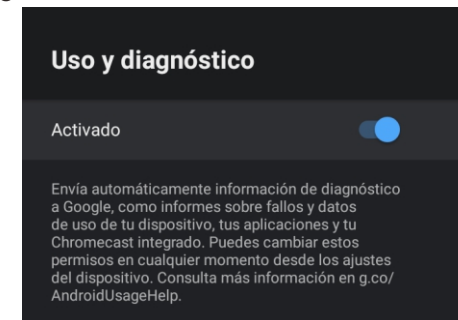 Uso y diagnóstico
Activado
Envía automáticamente información de diagnóstico
a Google, como informes sobre fallos y datos
de uso de tu dispositivo, tus aplicaciones y tu
Chromecast integrado. Puedes cambiar estos
permisos en cualquier momento desde los ajustes
del dispositivo. Consulta más información en g.co/
AndroidUsageHelp.